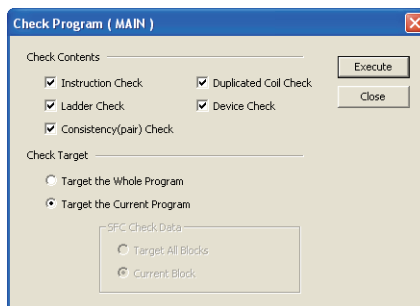 Check Program ( MAIN )
Check Contents
Instruction Check
Duplicated Coil Check
Ladder Check
Device Check
Consistency(pair) Check
Execute
Close
Check Target
Target the Whole Program
Target the Current Program
SFC Check Data
Target All Blocks
Current Block